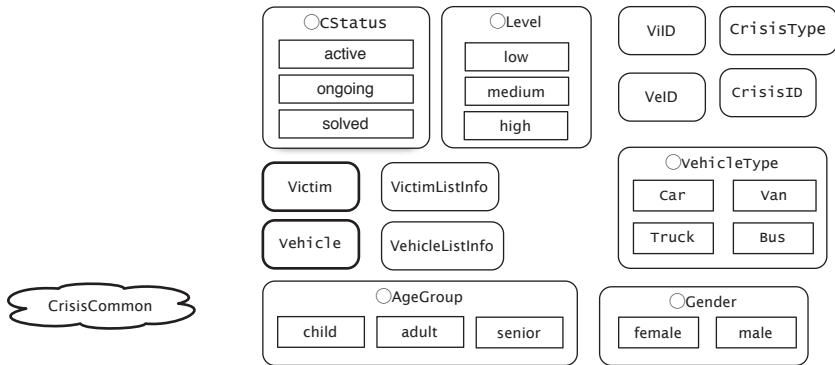 CStatus
active
ongoing
solved
Level
low
medium
high
ViID
CrisisType
VeID
CrisisID
Victim
VictimListInfo
Vehicle
VehicleListInfo
VehicleType
Car
Van
Truck
Bus
CrisisCommon
AgeGroup
child
adult
senior
Gender
female
male